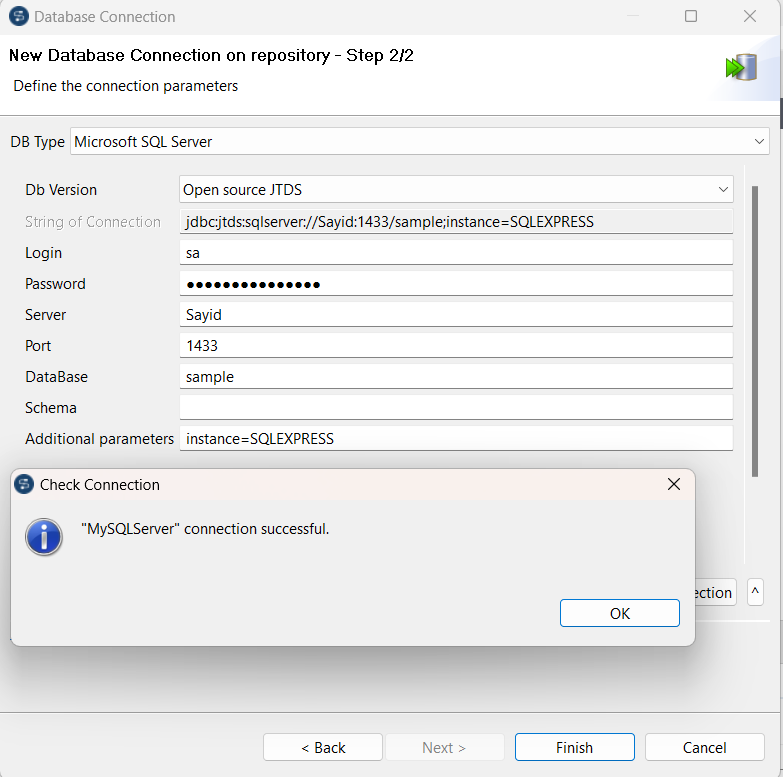 Database Connection
New Database Connection on repository - Step 2/2
Define the connection parameters
DB Type Microsoft SQL Server
Db Version Open source JTDS
String of Connection jdbc:jtds:sqlserver://Sayid:1433/sample;instance=SQLEXPRESS
Login sa
Password ●●●●●●●●●●●●●●●
Server Sayid
Port 1433
DataBase sample
Schema
Additional parameters instance=SQLEXPRESS
Check Connection
"MySQLServer" connection successful.
ection ^
OK
< Back Next > Finish Cancel